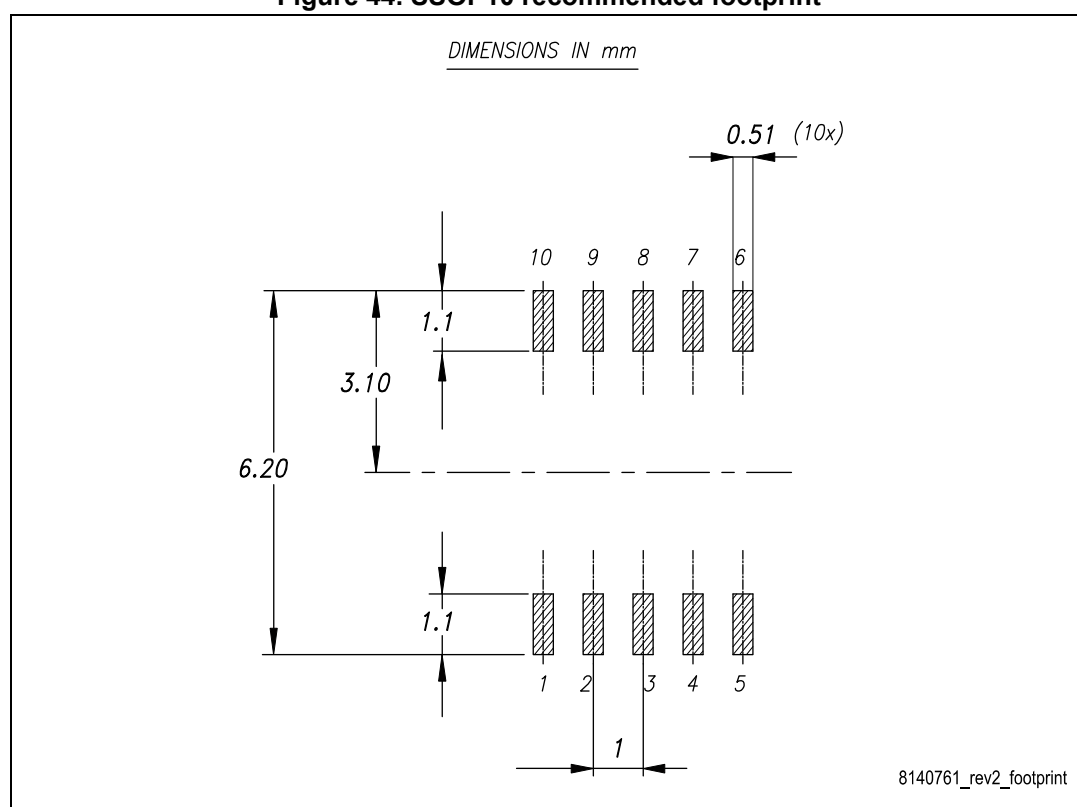 Figure 44. SSOP10 recommended footprint
DIMENSIONS IN mm
0.51 (10x)
10 9 8 7 6
1.1
3.10
6.20
1.1
1 2 3 4 5
1
8140761_rev2_footprint